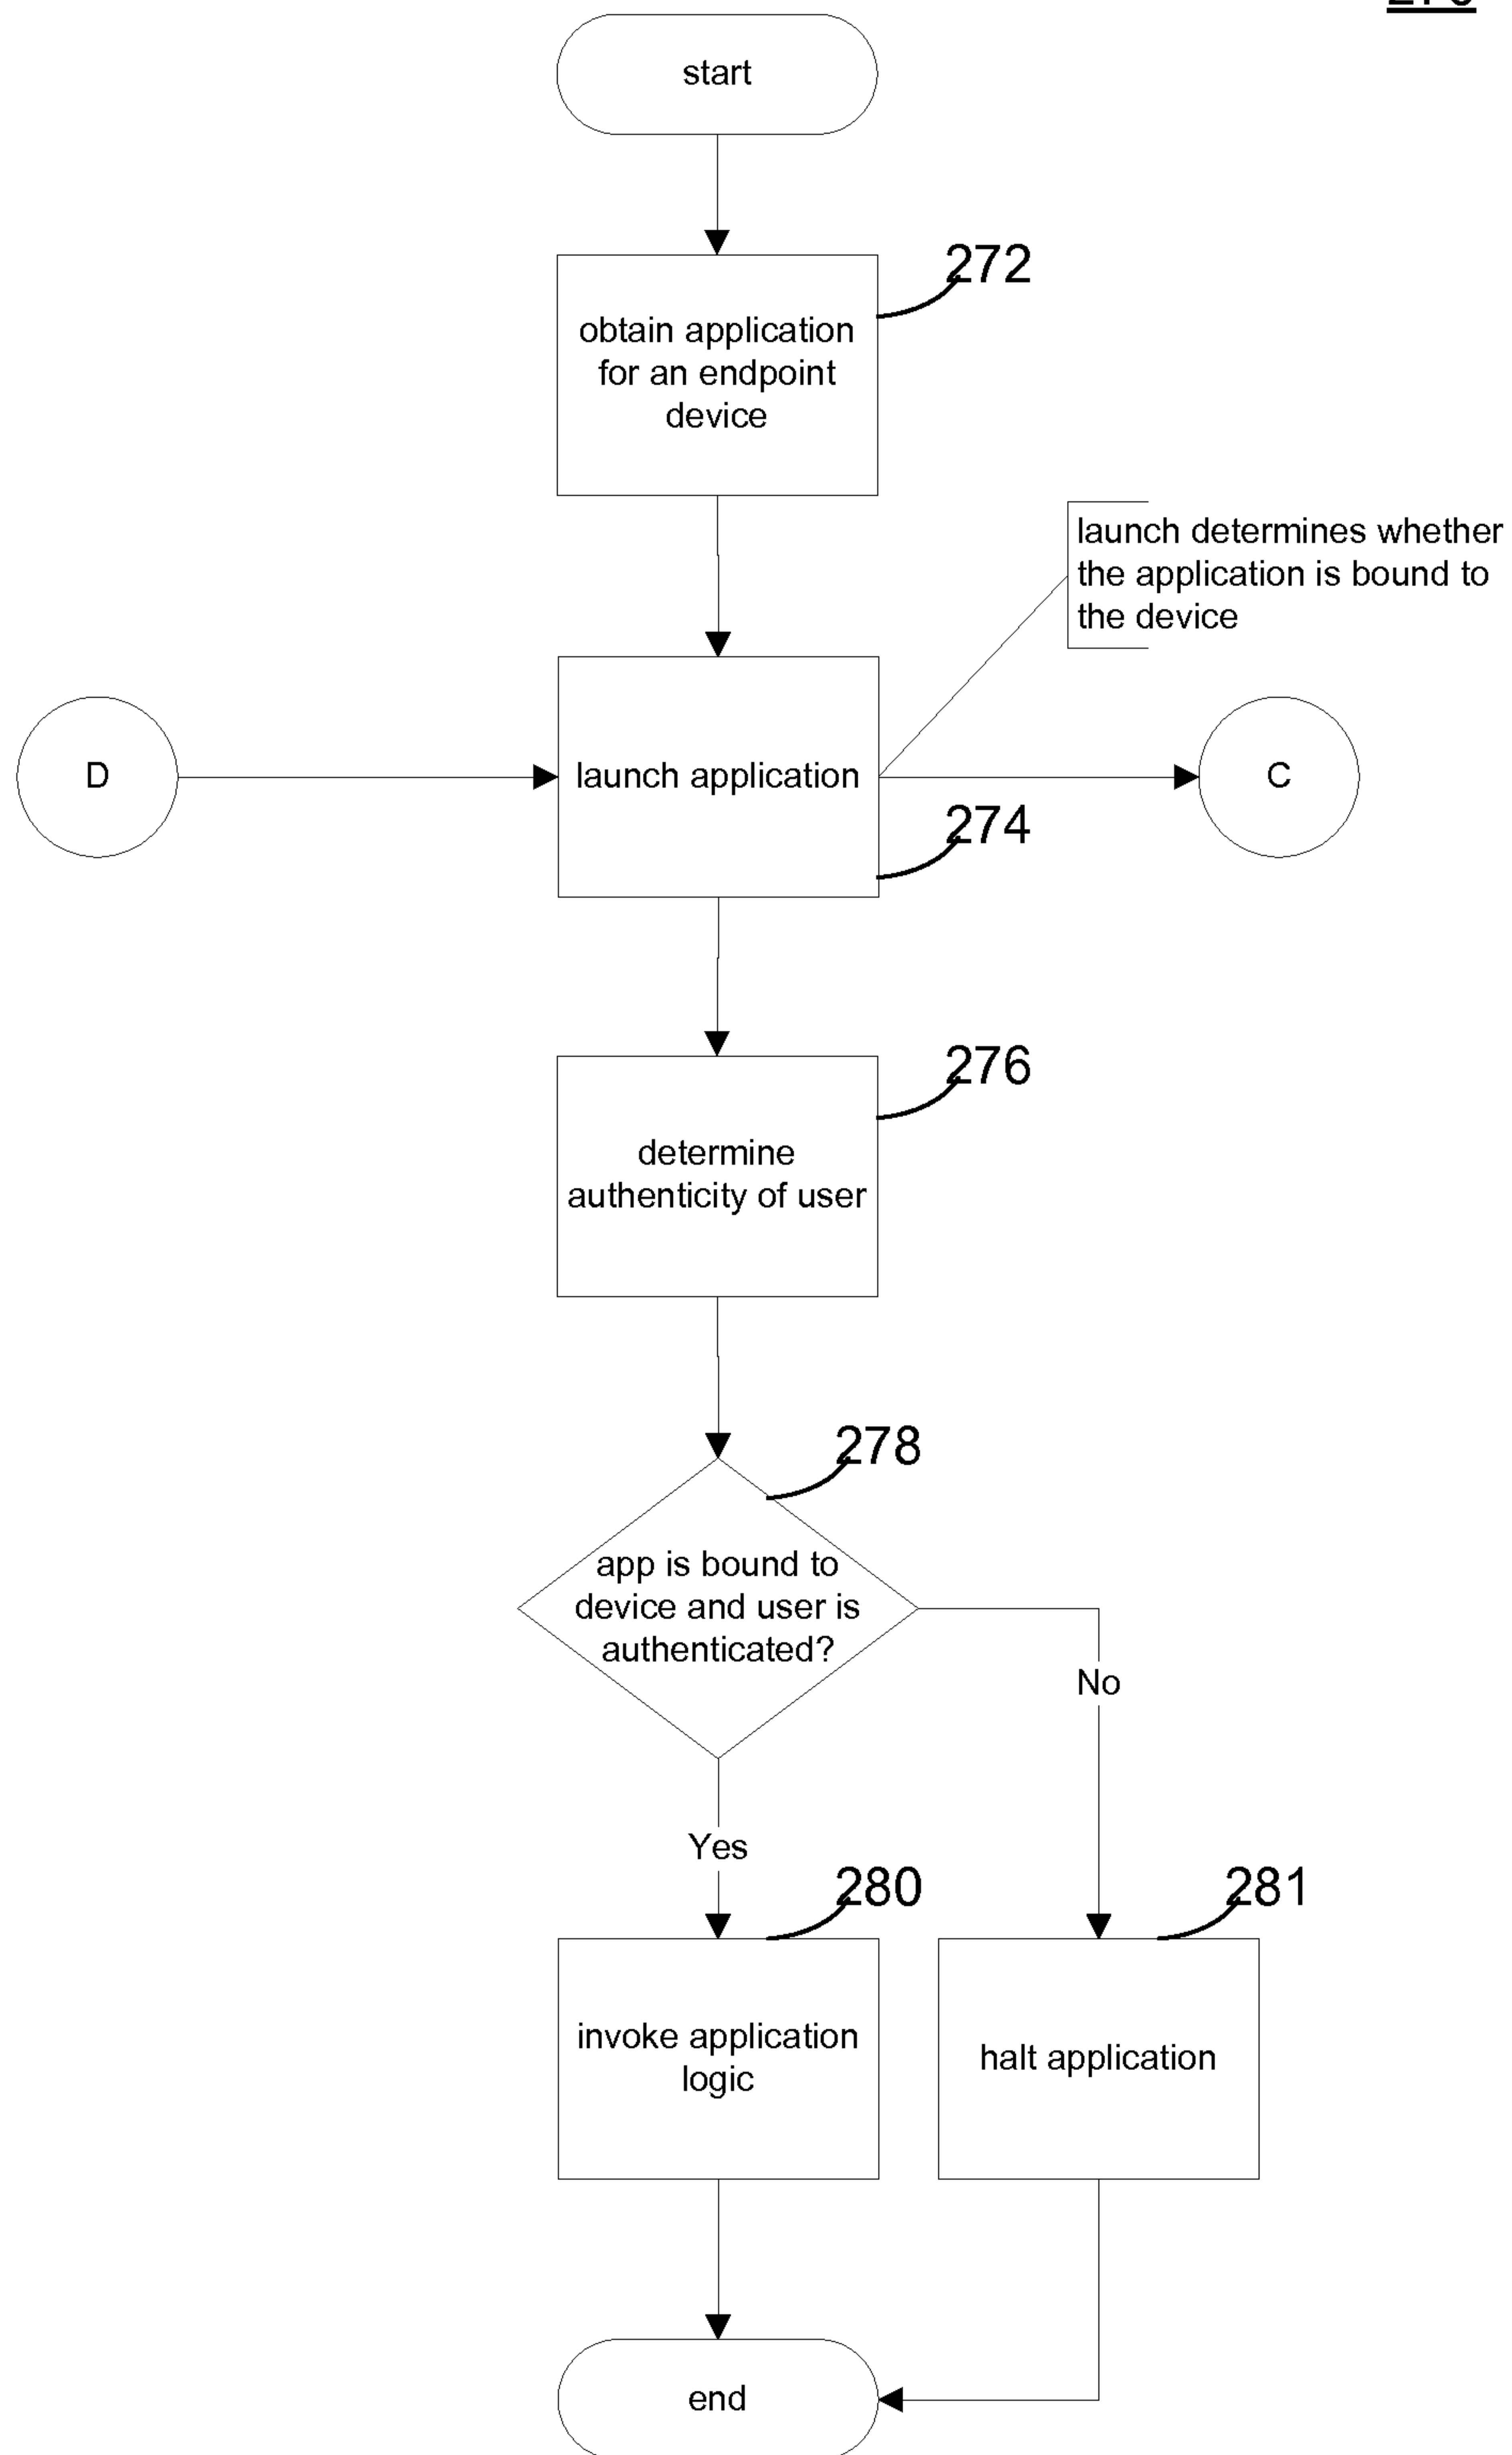 start
272
obtain application
for an endpoint
device
launch determines whether
the application is bound to
the device
D
launch application
C
274
276
determine
authenticity of user
278
app is bound to
device and user is
authenticated?
No
Yes
280
281
invoke application
logic
halt application
end